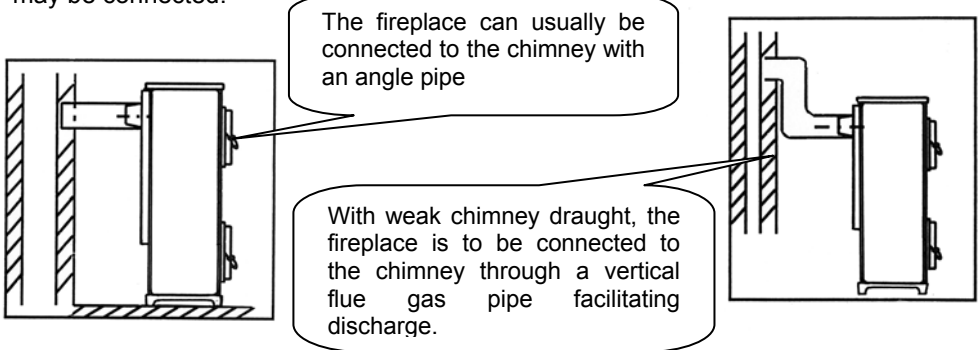 may be connected.
The fireplace can usually be
connected to the chimney with
an angle pipe
With weak chimney draught, the
fireplace is to be connected to
the chimney through a vertical
flue gas pipe facilitating
discharge.